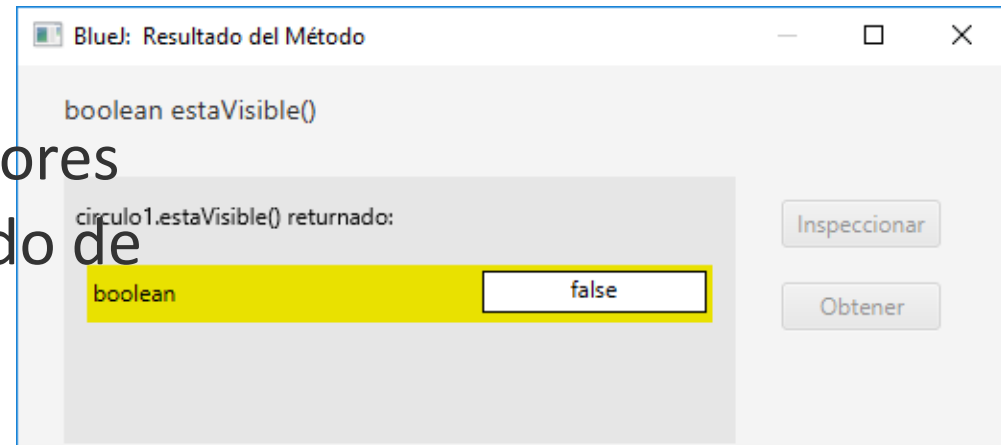 BlueJ: Resultado del Método
boolean estaVisible()
ores
circulo1.estaVisible() returnado:
do de
boolean
false
Inspeccionar
Obtener